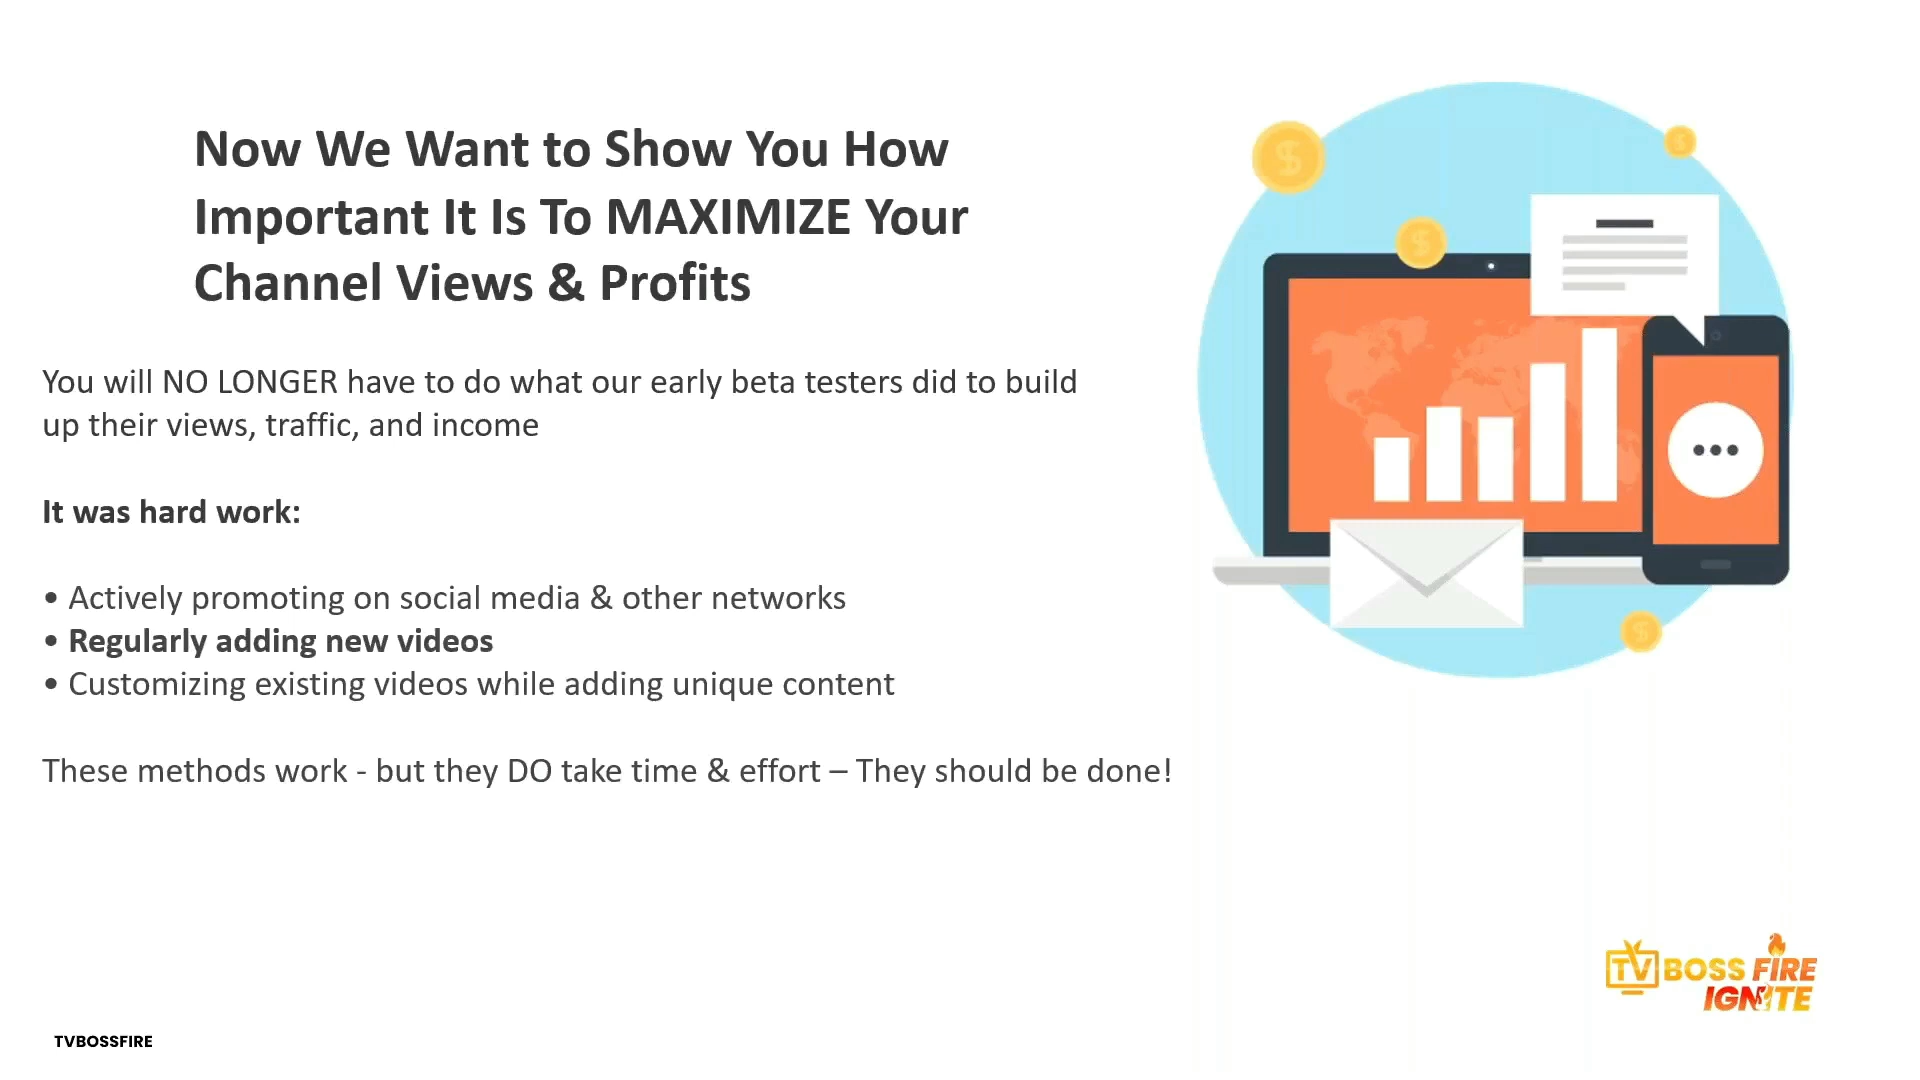 Now We Want to Show You How
Important It Is To MAXIMIZE Your
Channel Views & Profits
You will NO LONGER have to do what our early beta testers did to build
up their views, traffic, and income
It was hard work:
• Actively promoting on social media & other networks
• Regularly adding new videos
• Customizing existing videos while adding unique content
These methods work - but they DO take time & effort – They should be done!
TV BOSS FIRE
IGNITE
TVBOSSFIRE